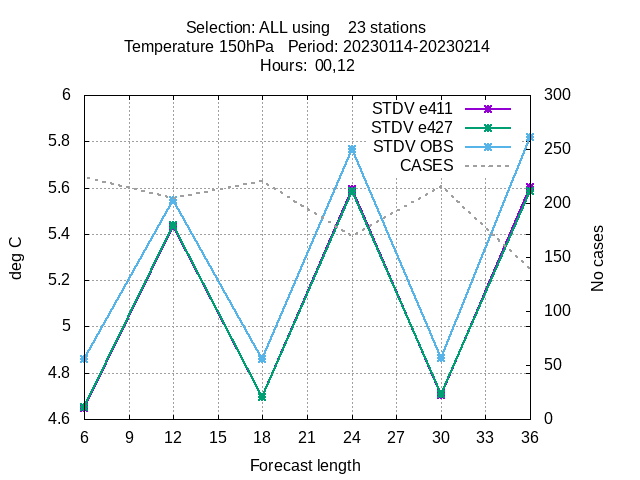 Selection: ALL using 23 stations
Temperature 150hPa Period: 20230114-20230214
Hours: 00,12
STDV e411
STDV e427
STDV OBS
CASES
6
5.8
5.6
5.4
5.2
5
4.8
4.6
deg C
300
250
200
150
100
50
0
No cases
6 9 12 15 18 21 24 27 30 33 36
Forecast length